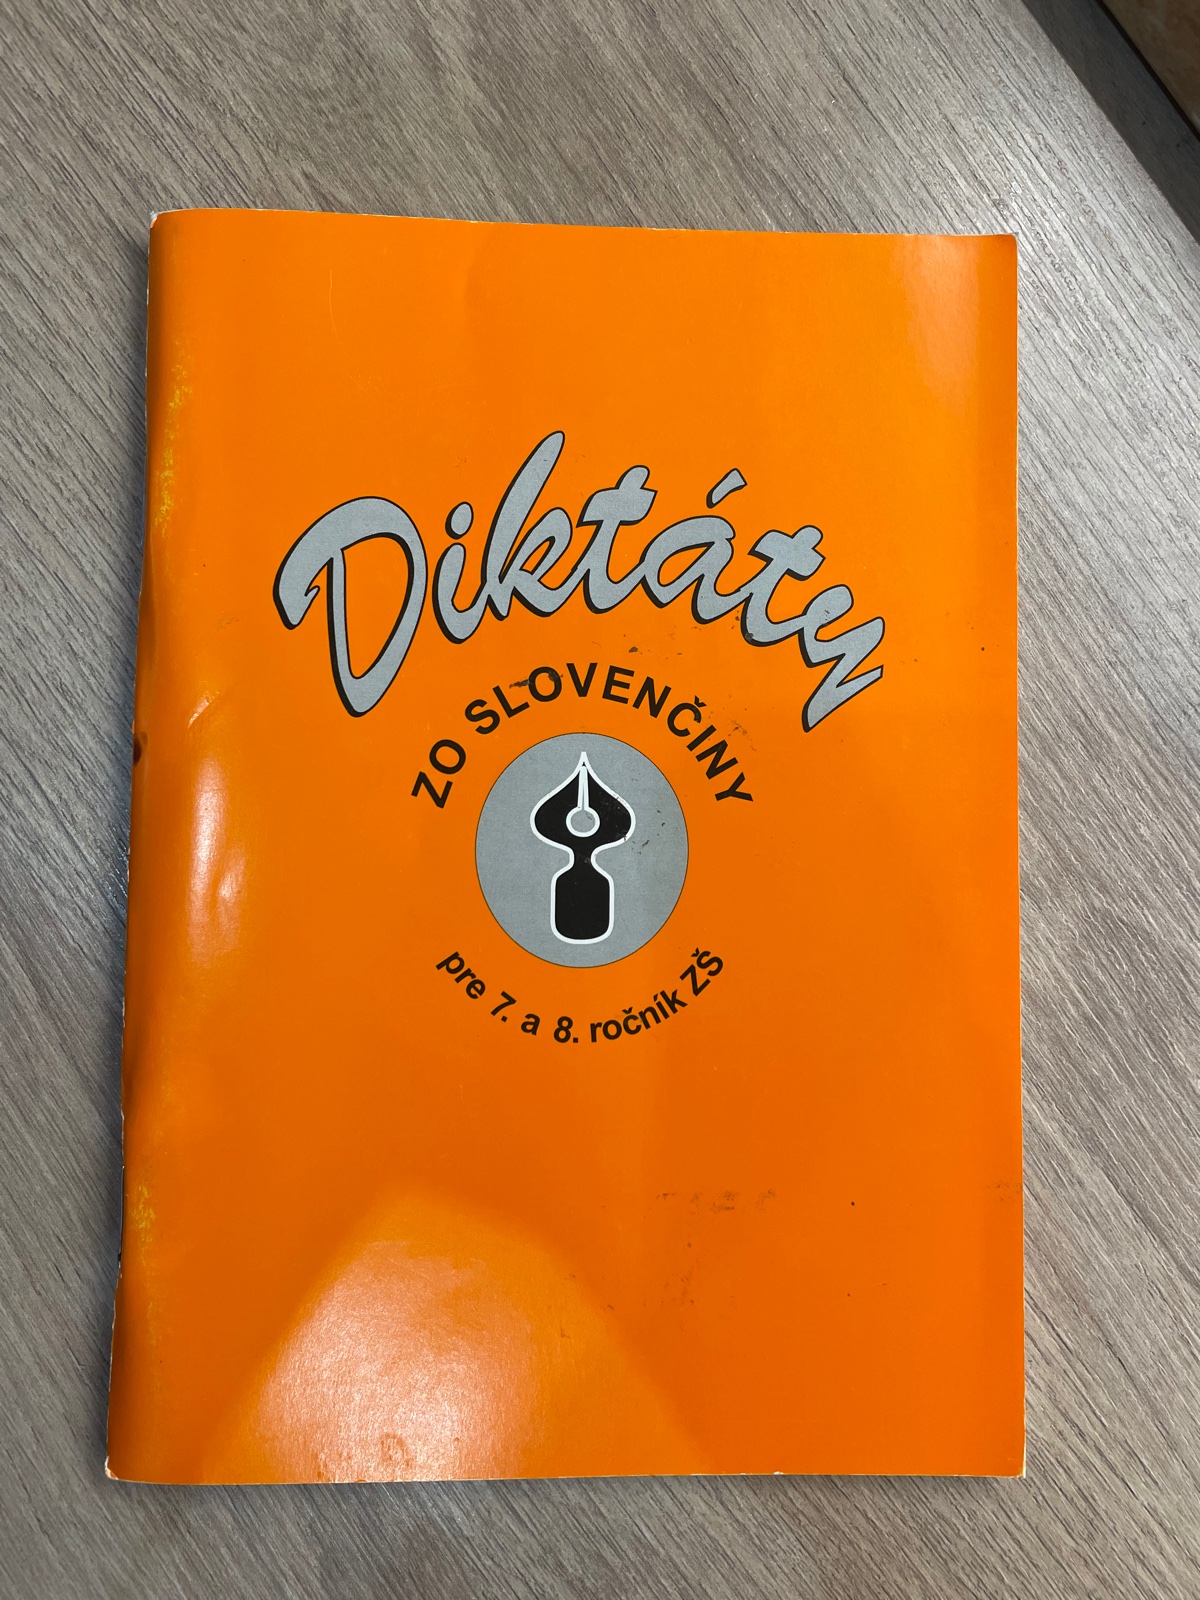 Diktáty
ZO SLOVENČINY
pre 7. a 8. ročník ZŠ